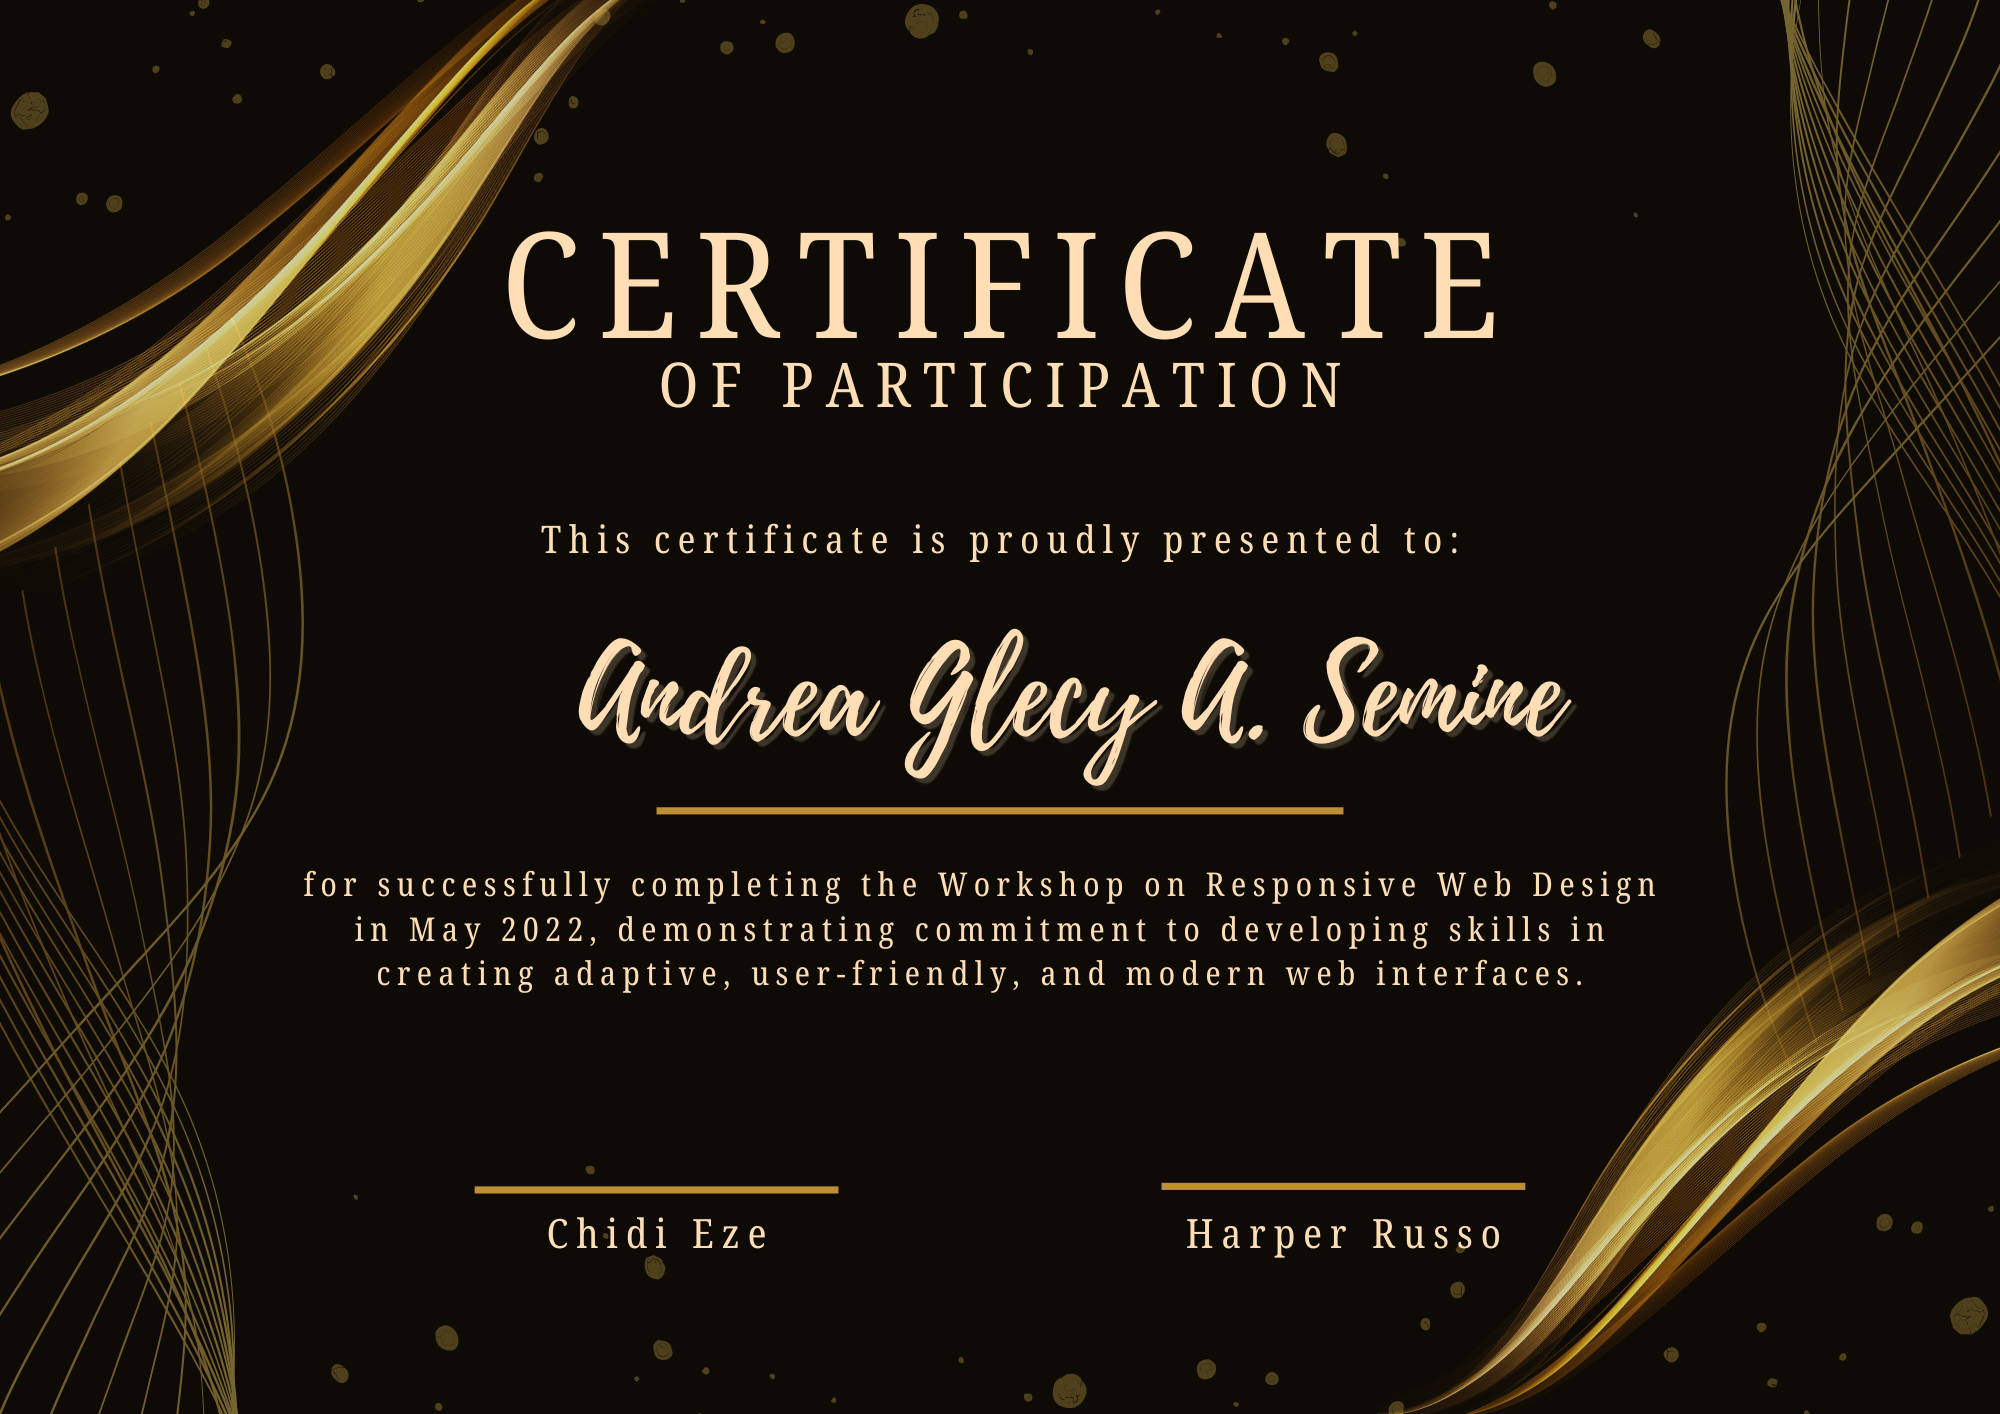 CERTIFICATE
OF PARTICIPATION
This certificate is proudly presented to:
Andrea Glecy A. Semine
for successfully completing the Workshop on Responsive Web Design
in May 2022, demonstrating commitment to developing skills in
creating adaptive, user-friendly, and modern web interfaces.
Chidi Eze
Harper Russo